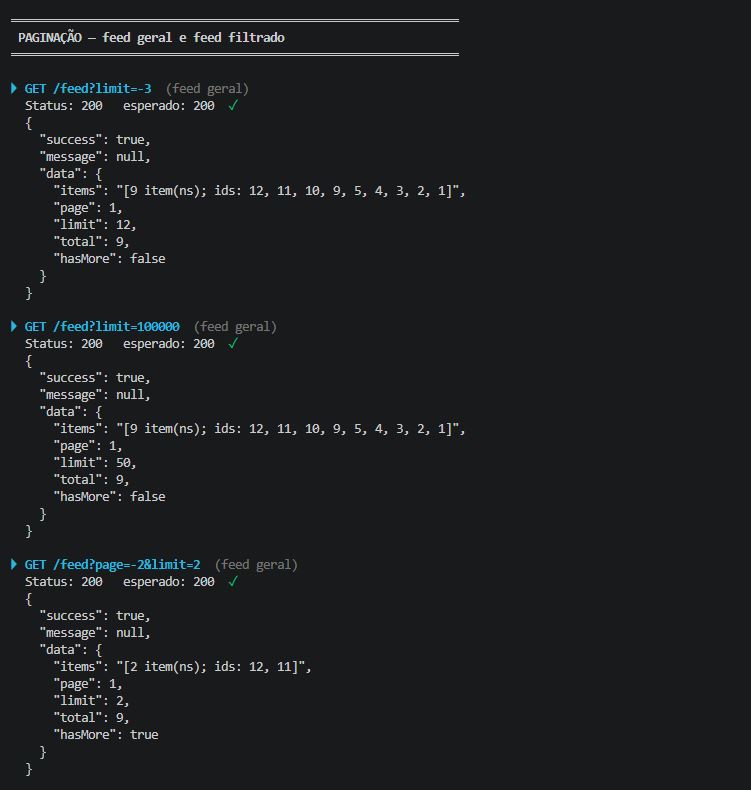 PAGINAÇÃO — feed geral e feed filtrado
GET /feed?limit=-3 (feed geral)
Status: 200 esperado: 200 ✓
{
"success": true,
"message": null,
"data": {
"items": "[9 item(ns); ids: 12, 11, 10, 9, 5, 4, 3, 2, 1]",
"page": 1,
"limit": 12,
"total": 9,
"hasMore": false
}
}
GET /feed?limit=100000 (feed geral)
Status: 200 esperado: 200 ✓
{
"success": true,
"message": null,
"data": {
"items": "[9 item(ns); ids: 12, 11, 10, 9, 5, 4, 3, 2, 1]",
"page": 1,
"limit": 50,
"total": 9,
"hasMore": false
}
}
GET /feed?page=-2&limit=2 (feed geral)
Status: 200 esperado: 200 ✓
{
"success": true,
"message": null,
"data": {
"items": "[2 item(ns); ids: 12, 11]",
"page": 1,
"limit": 2,
"total": 9,
"hasMore": true
}
}